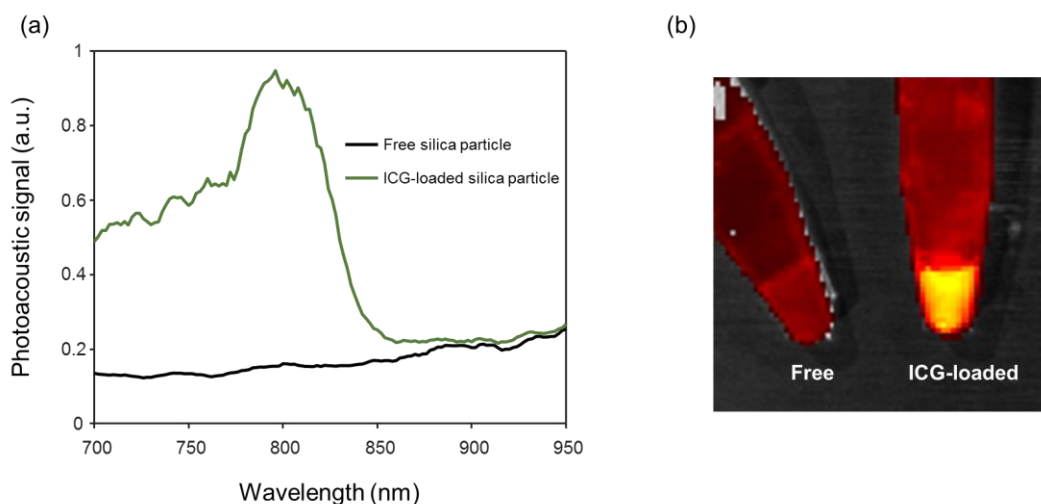 (a)
(b)
Photoacoustic signal (a.u.)
1
0.8
0.6
0.4
0.2
0
Free silica particle
ICG-loaded silica particle
700
750
800
850
900
950
Wavelength (nm)
Free
ICG-loaded